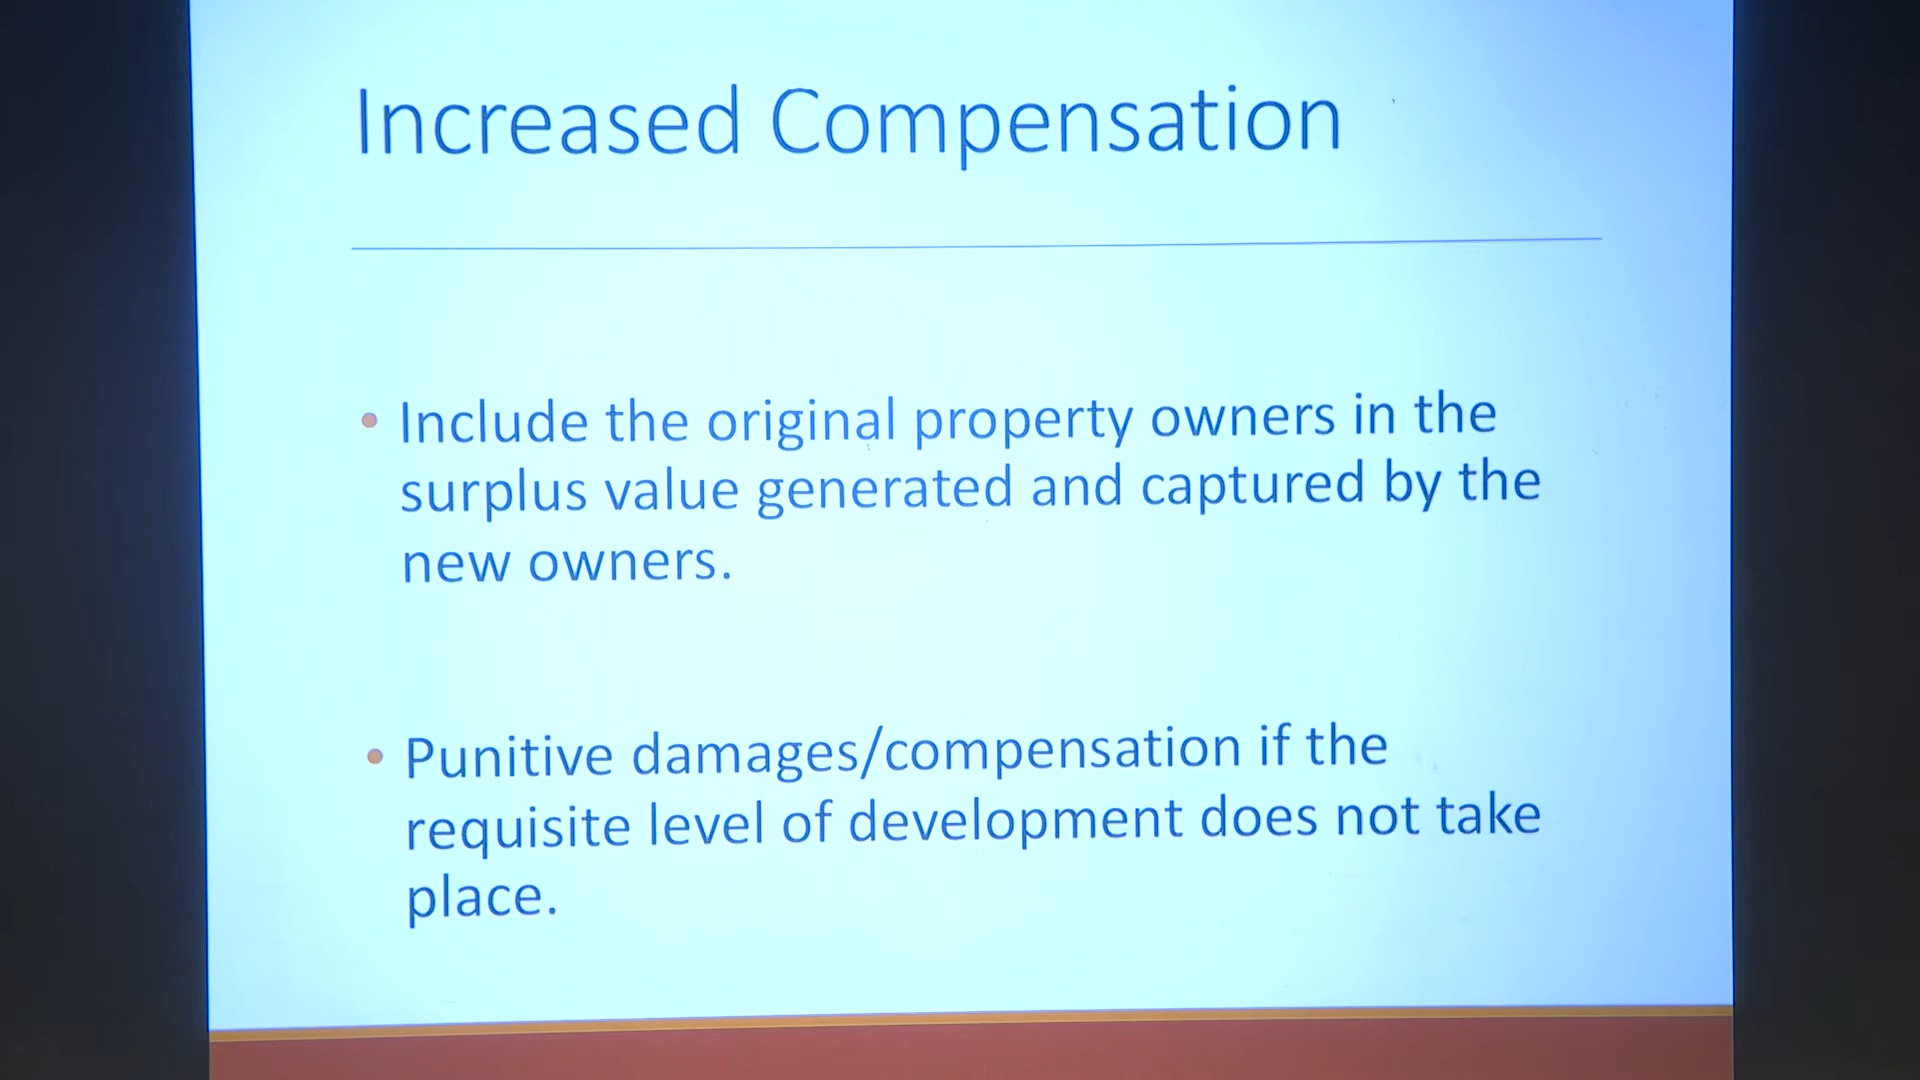 Increased Compensation
• Include the original property owners in the
surplus value generated and captured by the
new owners.
• Punitive damages/compensation if the
requisite level of development does not take
place.